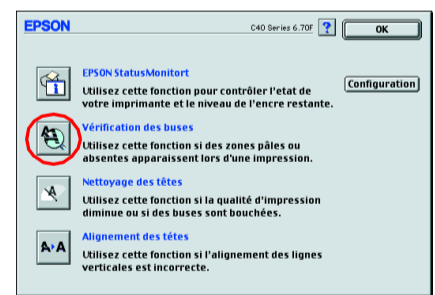 EPSON
C40 Series 6.70F
?
OK
EPSON StatusMonitort
Utilisez cette fonction pour contrôler l'etat de
votre imprimante et le niveau de l'encre restante.
Configuration
Vérification des buses
Utilisez cette fonction si des zones pâles ou
absentes apparaissent lors d'une impression.
Nettoyage des têtes
Utilisez cette fonction si la qualité d'impression
diminue ou si des buses sont bouchées.
A▸A
Alignement des tétes
Utilisez cette fonction si l'alignement des lignes
verticales est incorrecte.